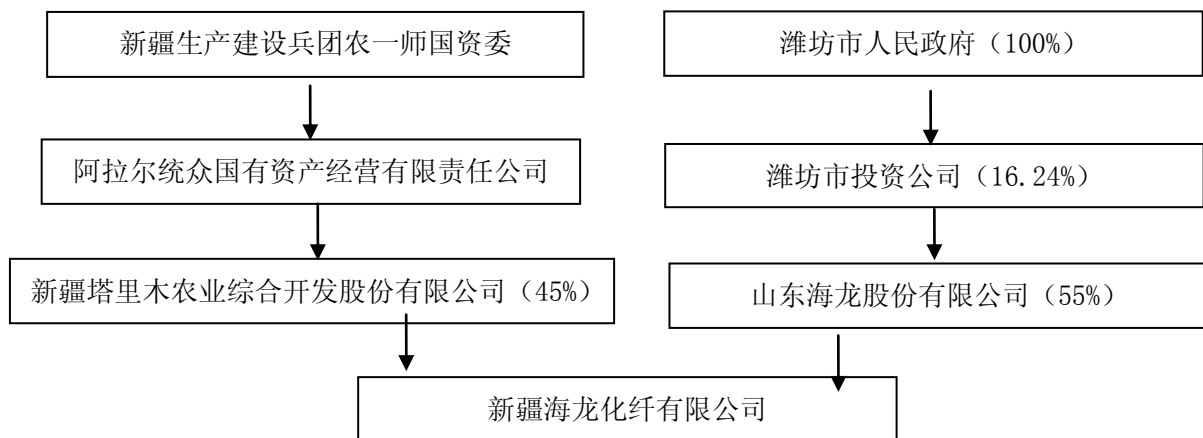 新疆生产建设兵团农一师国资委
潍坊市人民政府（100%）
阿拉尔统众国有资产经营有限责任公司
潍坊市投资公司（16.24%）
新疆塔里木农业综合开发股份有限公司（45%）
山东海龙股份有限公司（55%）
新疆海龙化纤有限公司